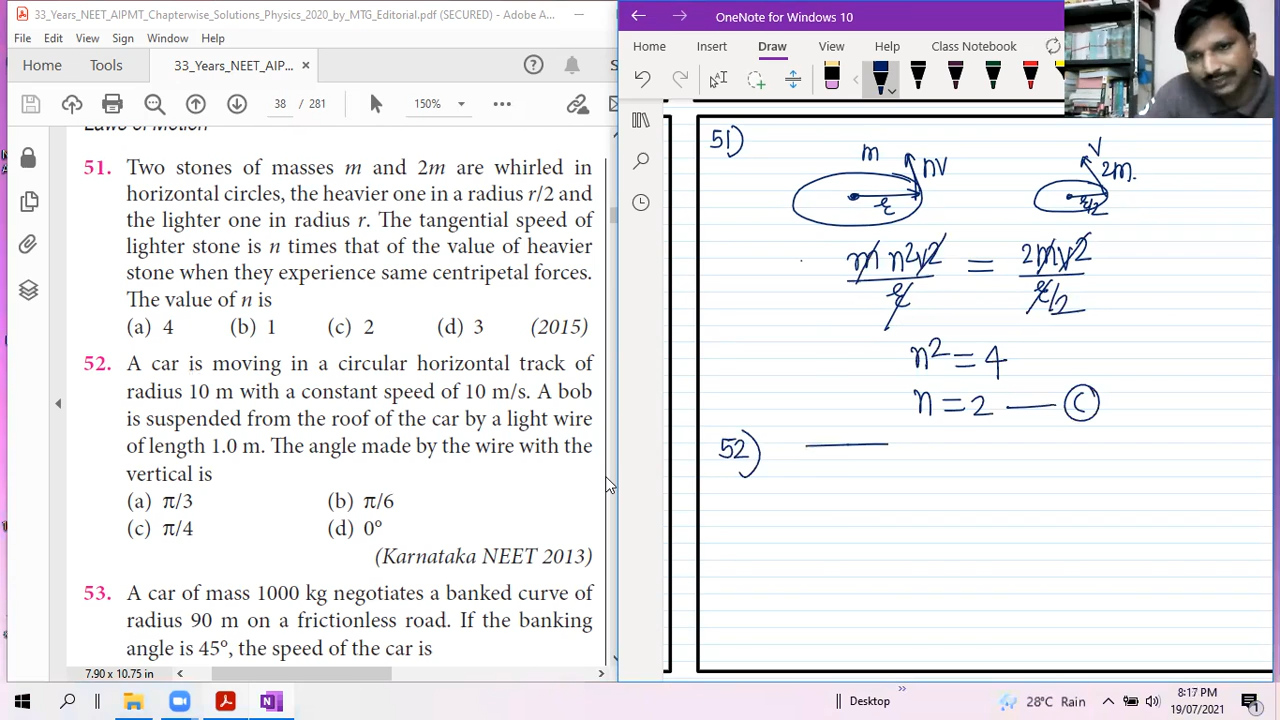 33_Years_NEET_AIPMT_Chapterwise_Solutions_Physics_2020_by_MTG_Editorial.pdf (SECURED) - Adobe A...
File Edit View Sign Window Help
Home Tools 33_Years_NEET_AIP... ×
38 / 281 150%
Laws of Motion
51. Two stones of masses m and 2m are whirled in
horizontal circles, the heavier one in a radius r/2 and
the lighter one in radius r. The tangential speed of
lighter stone is n times that of the value of heavier
stone when they experience same centripetal forces.
The value of n is
(a) 4 (b) 1 (c) 2 (d) 3 (2015)
52. A car is moving in a circular horizontal track of
radius 10 m with a constant speed of 10 m/s. A bob
is suspended from the roof of the car by a light wire
of length 1.0 m. The angle made by the wire with the
vertical is
(a) π/3 (b) π/6
(c) π/4 (d) 0°
(Karnataka NEET 2013)
53. A car of mass 1000 kg negotiates a banked curve of
radius 90 m on a frictionless road. If the banking
angle is 45°, the speed of the car is
7.90 x 10.75 in
OneNote for Windows 10
Home Insert Draw View Help Class Notebook
51)
m nv r
v 2m. r/2
m n²v²/r = 2mv²/r/2
n² = 4
n = 2 — C
52)
Desktop
28°C Rain
8:17 PM
19/07/2021
1